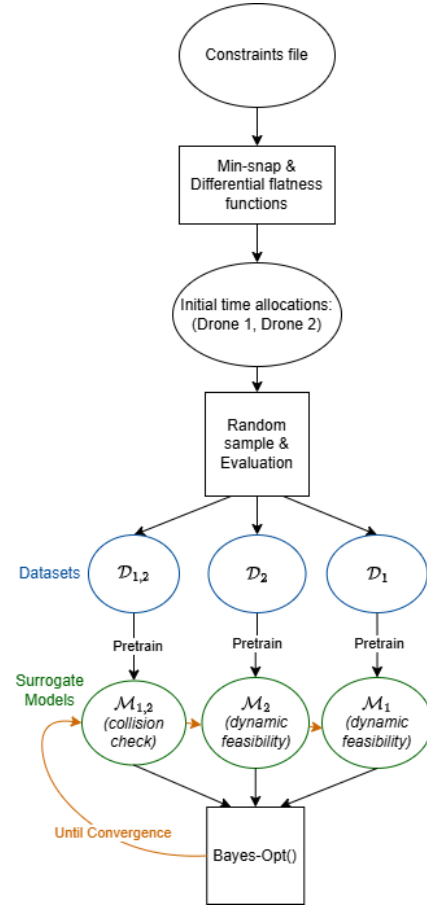 Constraints file
Min-snap &
Differential flatness
functions
Initial time allocations:
(Drone 1, Drone 2)
Random
sample &
Evaluation
Datasets
𝒟₁,₂
𝒟₂
𝒟₁
Pretrain
Pretrain
Pretrain
Surrogate
Models
ℳ₁,₂
(collision
check)
ℳ₂
(dynamic
feasibility)
ℳ₁
(dynamic
feasibility)
Until Convergence
Bayes-Opt()